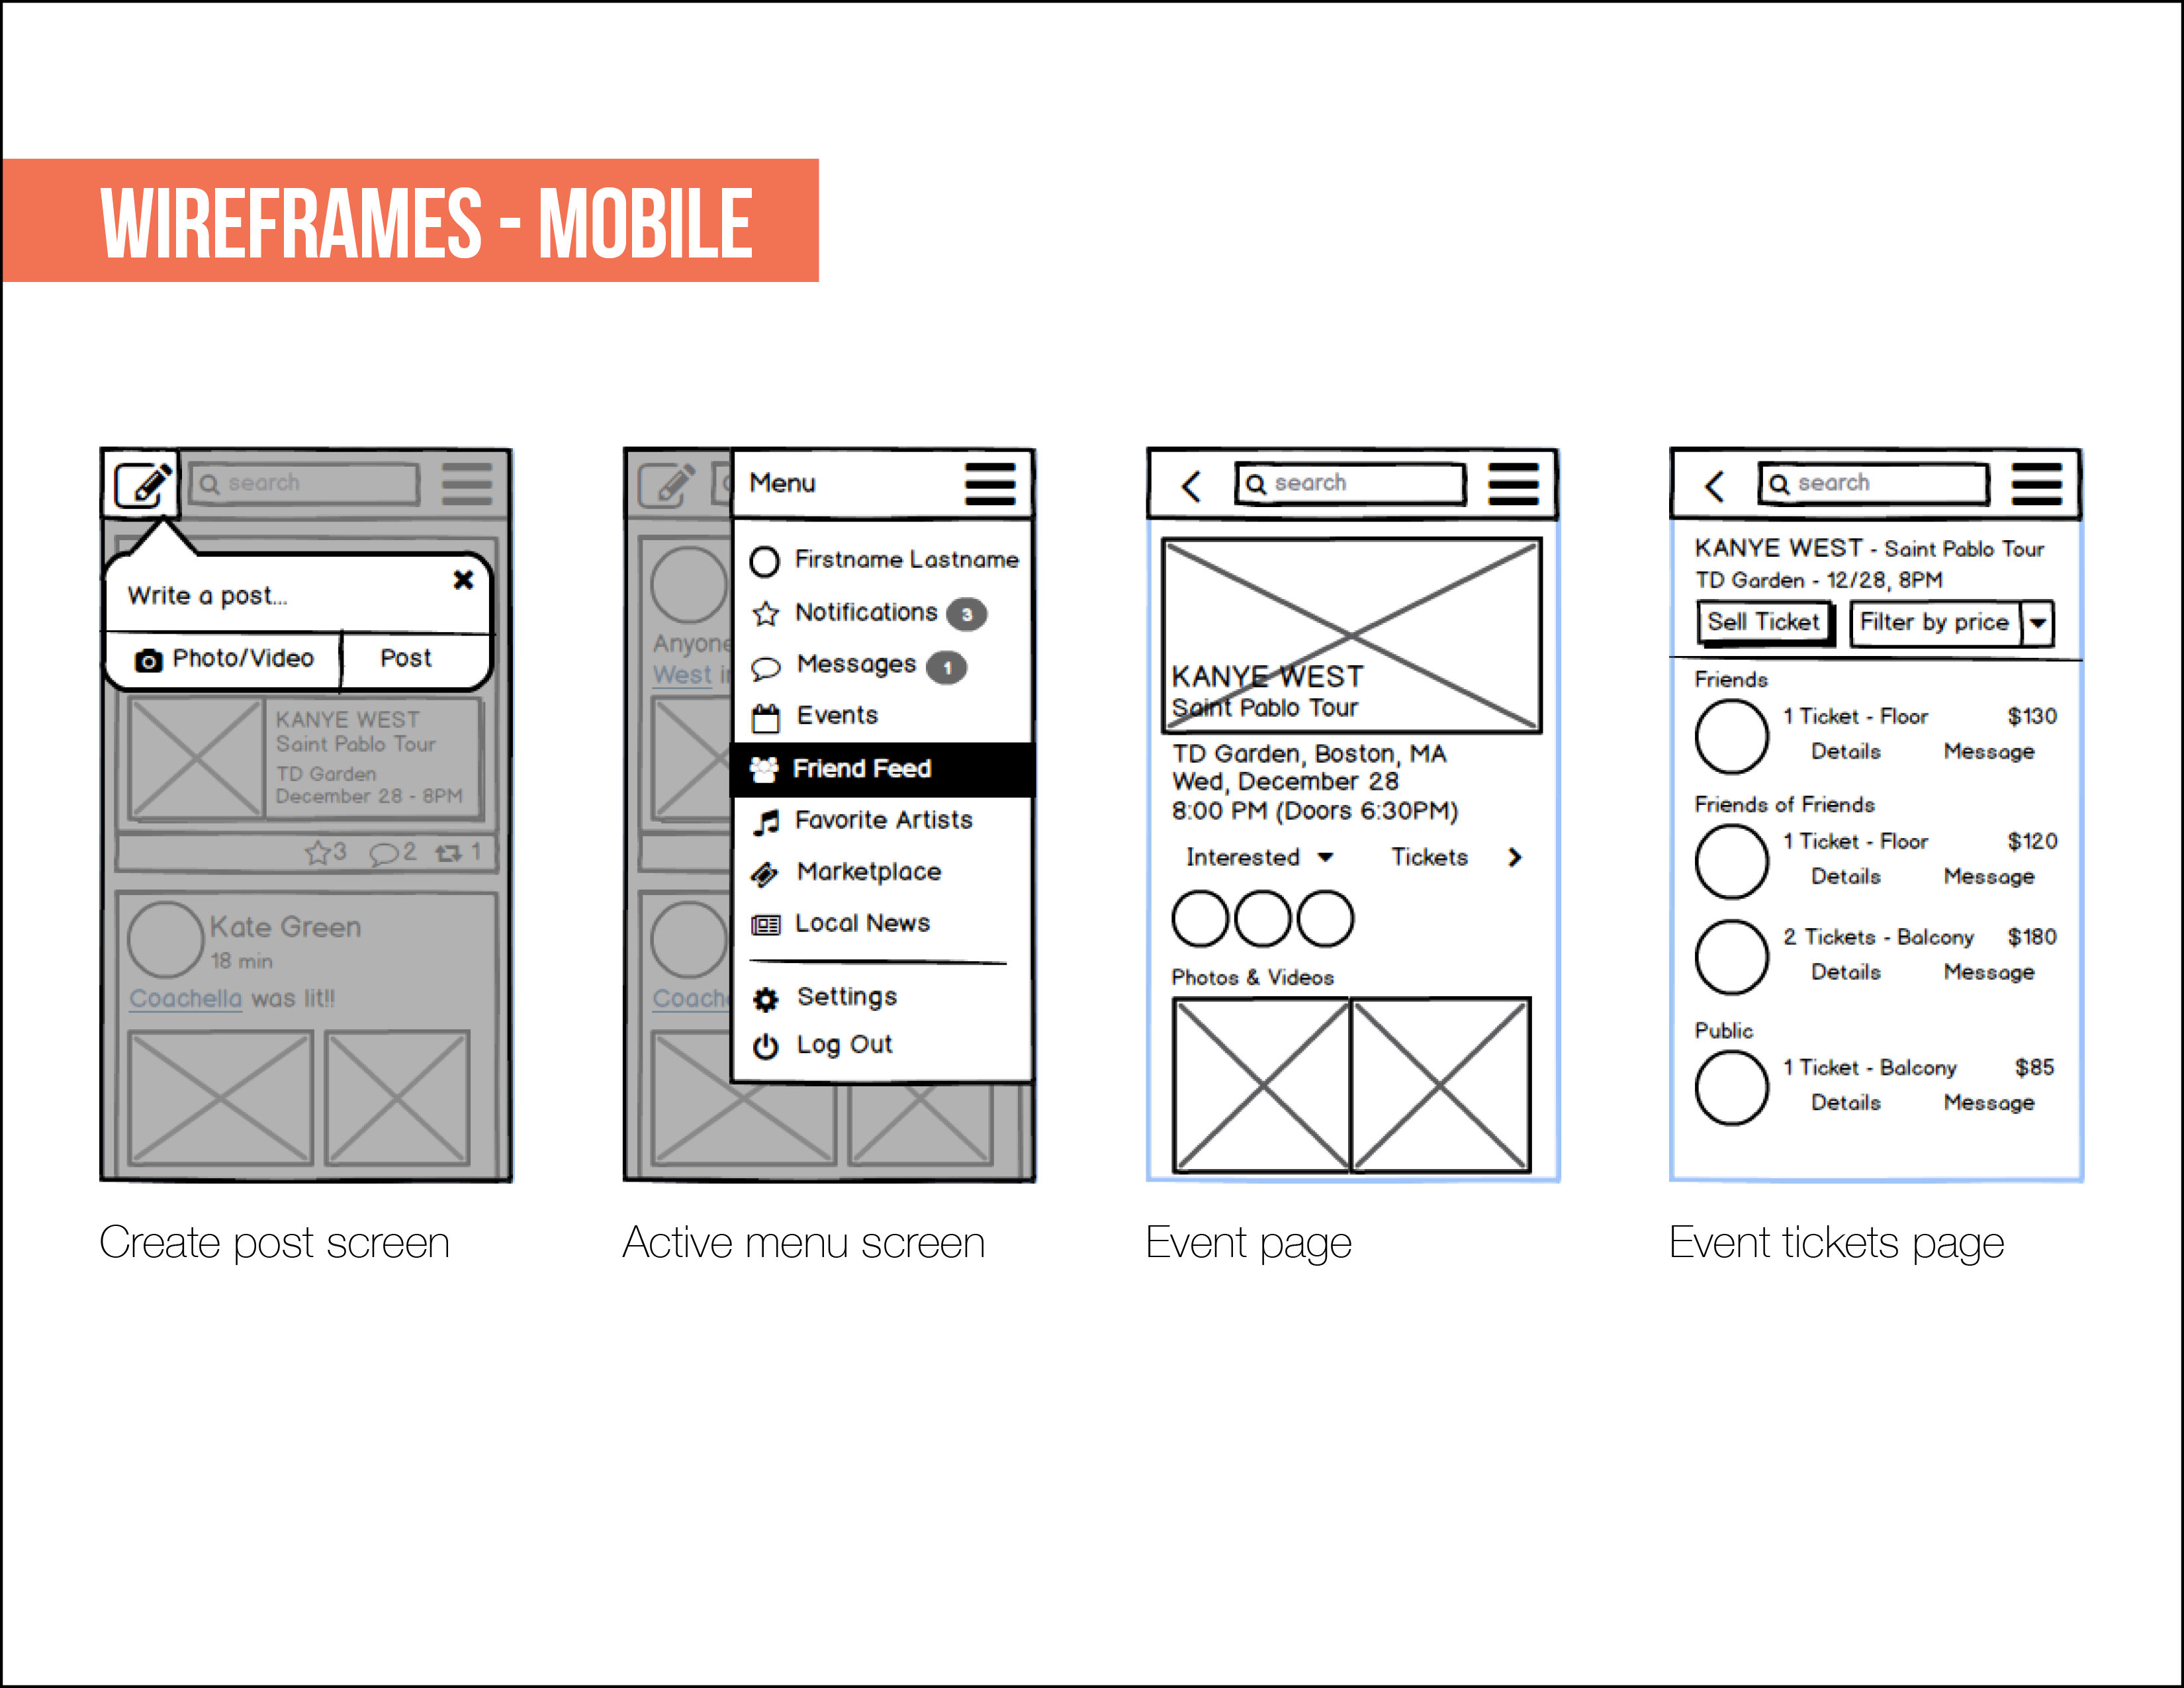 WIREFRAMES - MOBILE
search
Write a post...
Photo/Video
Post
KANYE WEST
Saint Pablo Tour
TD Garden
December 28 - 8PM
3
2
1
Kate Green
18 min
Coachella was lit!!
Create post screen
Menu
Firstname Lastname
Notifications 3
Messages 1
Events
Friend Feed
Favorite Artists
Marketplace
Local News
Settings
Log Out
Anyone
West
Active menu screen
search
KANYE WEST
Saint Pablo Tour
TD Garden, Boston, MA
Wed, December 28
8:00 PM (Doors 6:30PM)
Interested
Tickets
Photos & Videos
Event page
search
KANYE WEST - Saint Pablo Tour
TD Garden - 12/28, 8PM
Sell Ticket
Filter by price
Friends
1 Ticket - Floor $130
Details Message
Friends of Friends
1 Ticket - Floor $120
Details Message
2 Tickets - Balcony $180
Details Message
Public
1 Ticket - Balcony $85
Details Message
Event tickets page